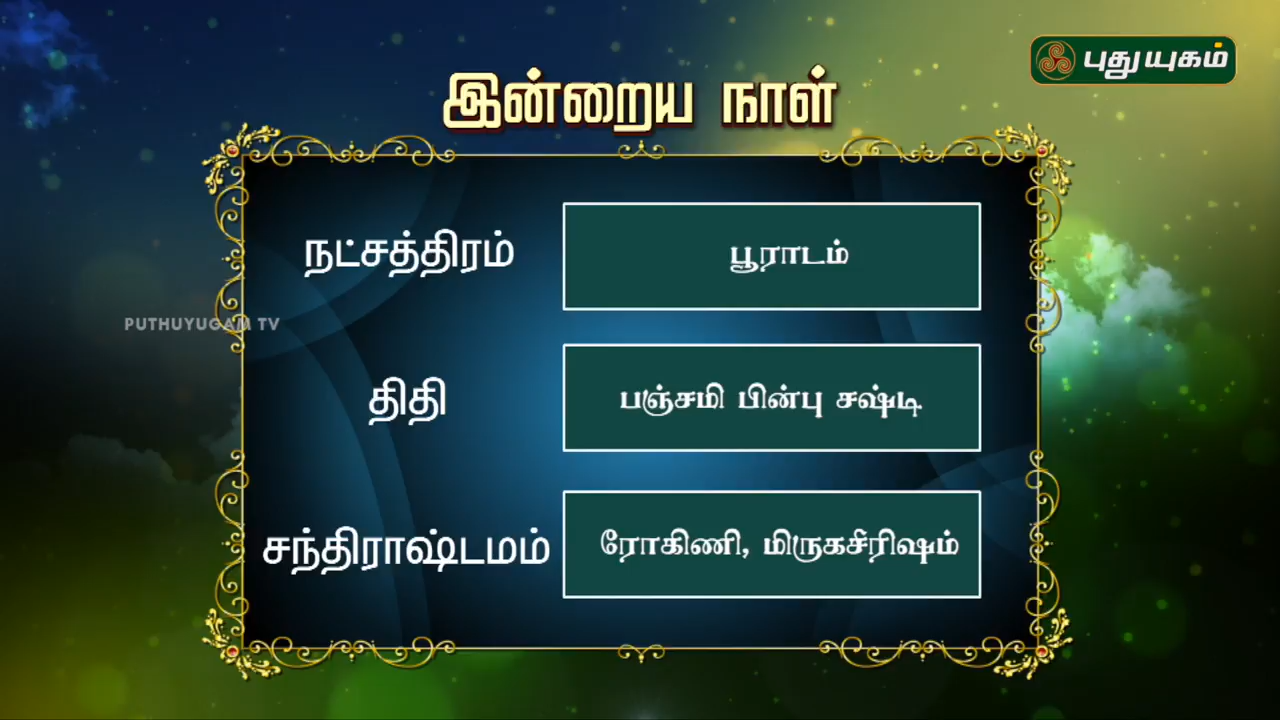 புதுயுகம்
இன்றைய நாள்
நட்சத்திரம் பூராடம்
PUTHUYUGAM TV
திதி பஞ்சமி பின்பு சஷ்டி
சந்திராஷ்டமம் ரோகிணி, மிருகசீரிஷம்